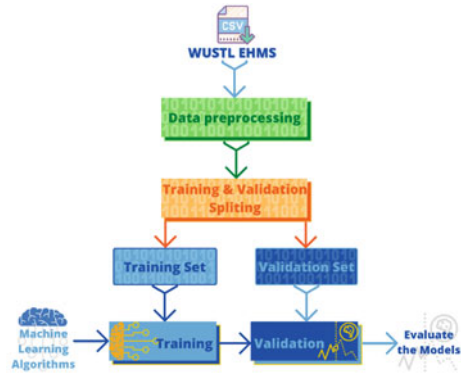 CSV
WUSTL EHMS
Data preprocessing
Training & Validation
Spliting
Training Set
Validation Set
Machine
Learning
Algorithms
Training
Validation
Evaluate
the Models